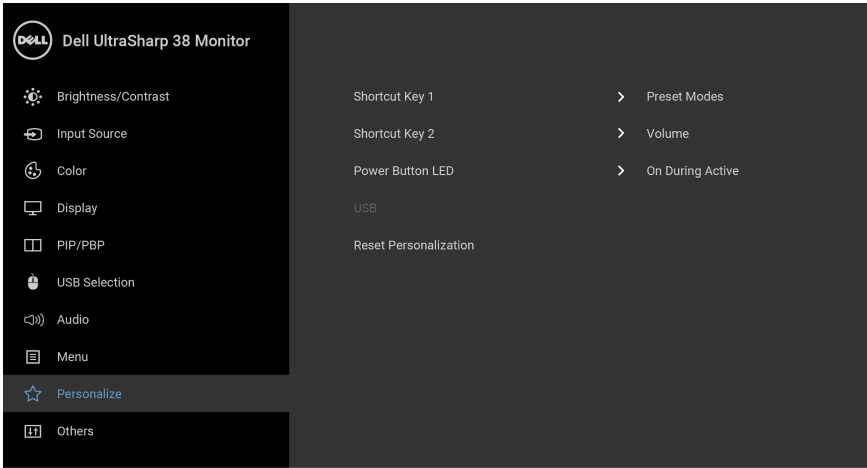 DELL Dell UltraSharp 38 Monitor
Brightness/Contrast
Input Source
Color
Display
PIP/PBP
USB Selection
Audio
Menu
Personalize
Others
Shortcut Key 1 > Preset Modes
Shortcut Key 2 > Volume
Power Button LED > On During Active
USB
Reset Personalization